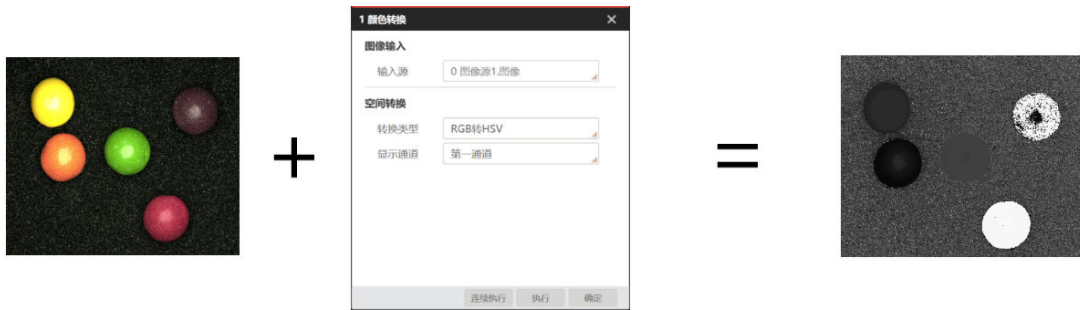 1 颜色转换
图像输入
输入源 0 图像源1.图像
空间转换
转换类型 RGB转HSV
显示通道 第一通道
连续执行 执行 确定